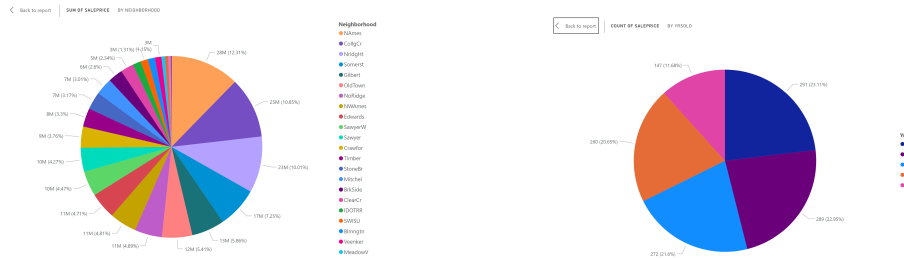 Back to report
SUM OF SALEPRICE BY NEIGHBORHOOD
Neighborhood
NAmes
CollgCr
NridgHt
Somerst
Gilbert
OldTown
NoRidge
NWAmes
Edwards
SawyerW
Sawyer
Crawfor
Timber
StoneBr
Mitchel
BrkSide
ClearCr
IDOTRR
SWISU
Blmngtn
Veenker
MeadowV
28M (12.31%)
25M (10.85%)
23M (10.01%)
17M (7.25%)
13M (5.86%)
12M (5.41%)
11M (4.89%)
11M (4.81%)
11M (4.71%)
10M (4.47%)
10M (4.27%)
9M (3.76%)
8M (3.3%)
7M (3.17%)
7M (3.01%)
6M (2.6%)
5M (2.34%)
3M (1.31%)
3M
Back to report
COUNT OF SALEPRICE BY YRSOLD
147 (11.68%)
291 (23.11%)
260 (20.65%)
289 (22.95%)
272 (21.6%)